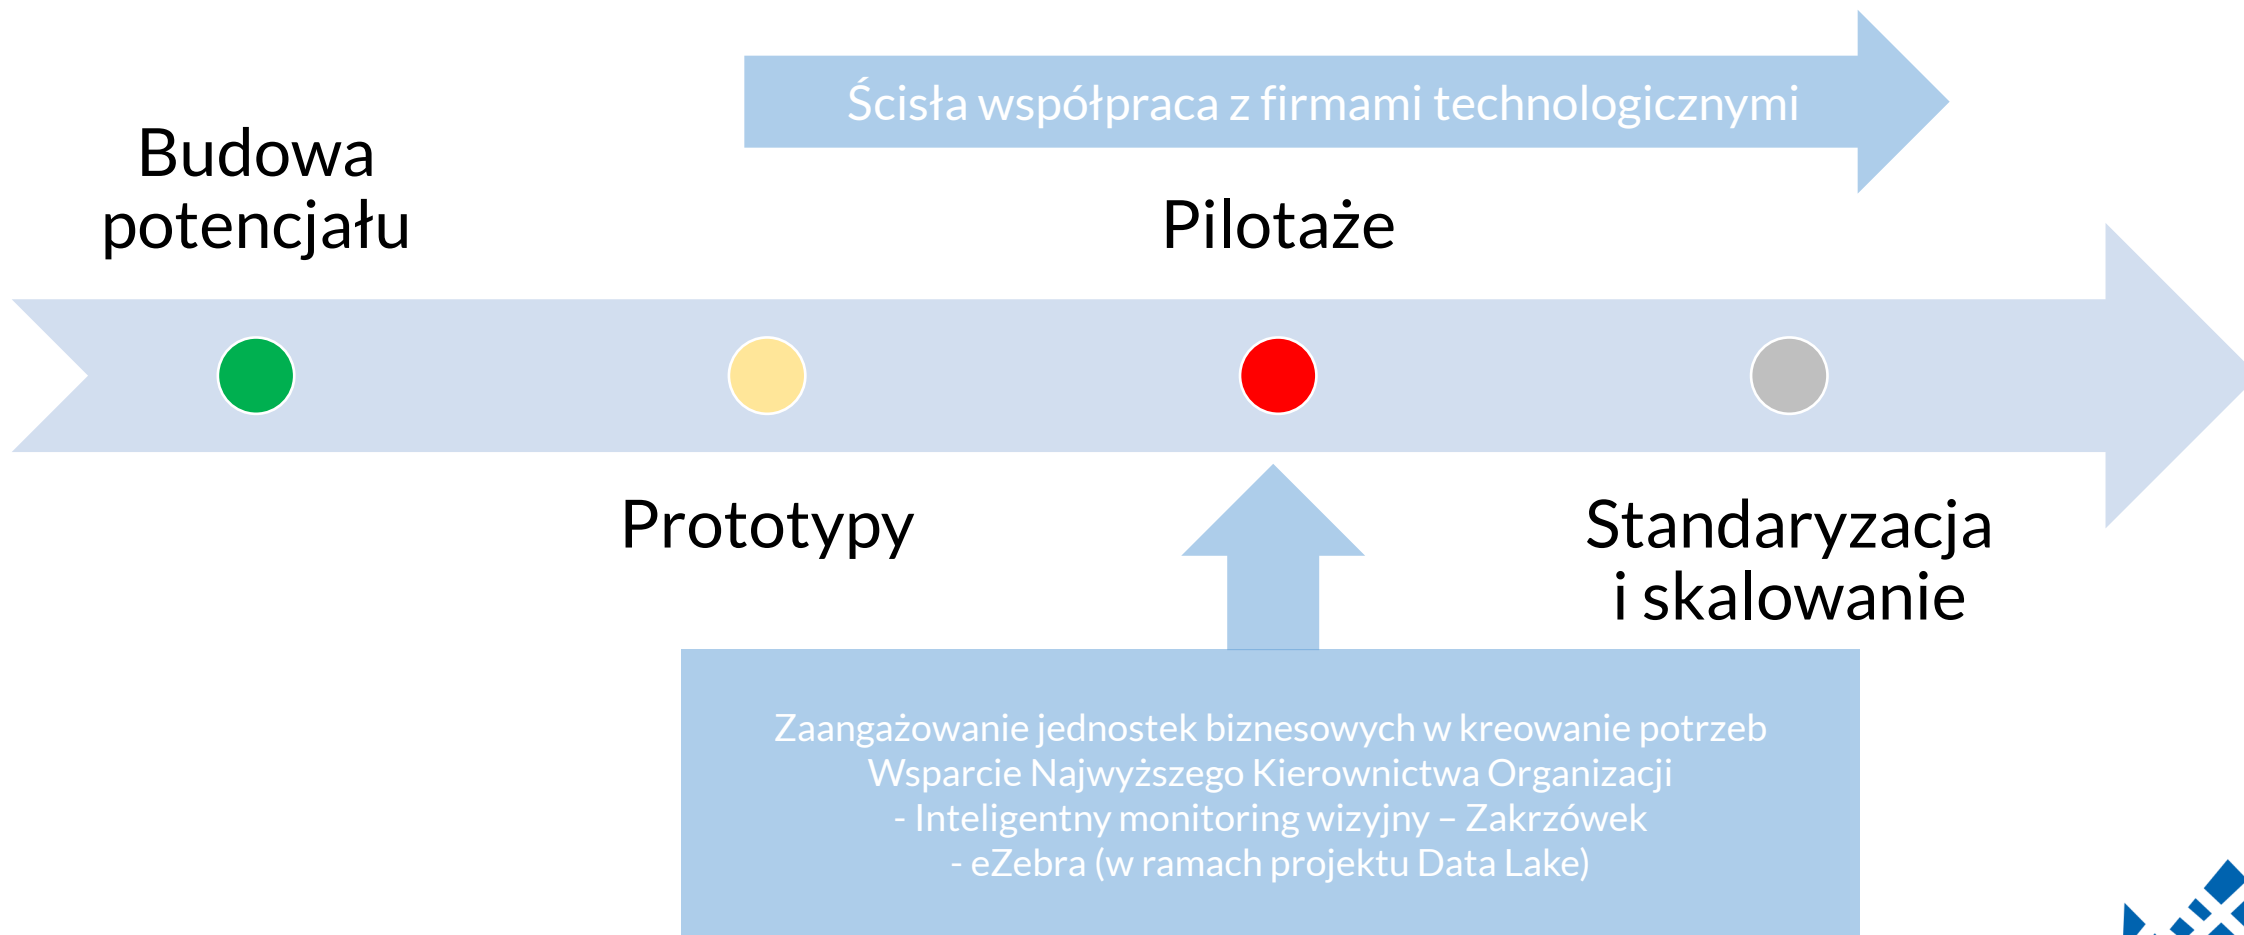 Ścisła współpraca z firmami technologicznymi
Budowa
potencjału
Pilotaże
Prototypy
Standaryzacja
i skalowanie
Zaangażowanie jednostek biznesowych w kreowanie potrzeb
Wsparcie Najwyższego Kierownictwa Organizacji
- Inteligentny monitoring wizyjny – Zakrzówek
- eZebra (w ramach projektu Data Lake)